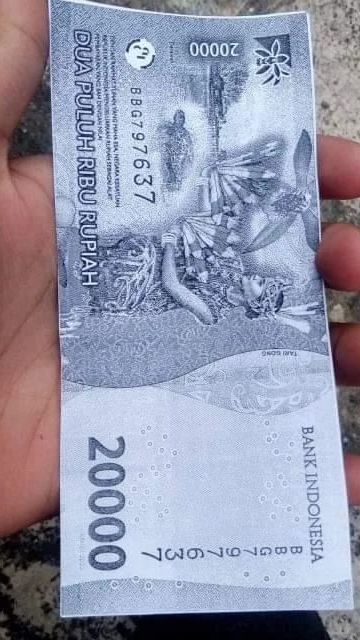 20000
BBG797637
DUA PULUH RIBU RUPIAH
TARI GONG
BANK INDONESIA
BBG797637
20000